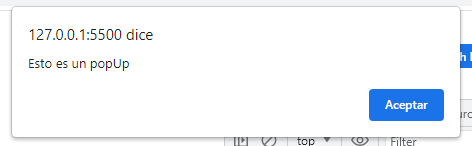 127.0.0.1:5500 dice
Esto es un popUp
Aceptar
top
Filter